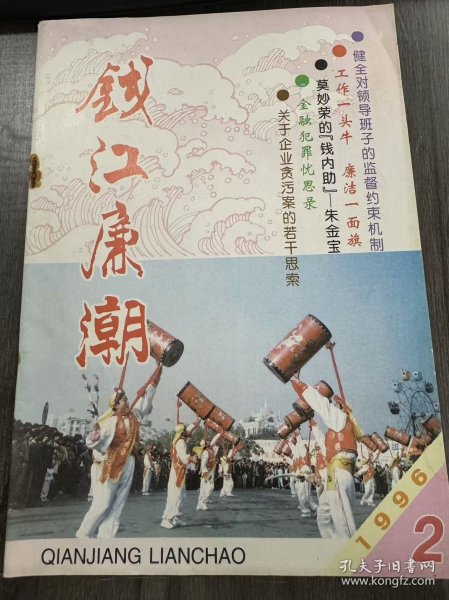 钱江廉潮
健全对领导班子的监督约束机制
工作一头牛 廉洁一面旗
莫妙荣的『钱内助』——朱金宝
金融犯罪忧思录
关于企业贪污案的若干思索
1996
2
QIANJIANG LIANCHAO
孔夫子旧书网
kongfz.com